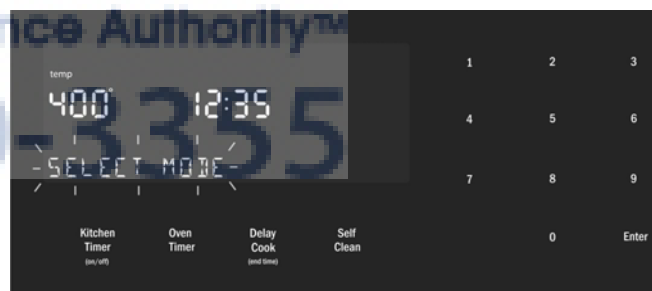 nce Authority™
-3355
temp
400° 12:35
SELECT MODE
1 2 3
4 5 6
7 8 9
0 Enter
Kitchen Timer (on/off)
Oven Timer
Delay Cook (end time)
Self Clean